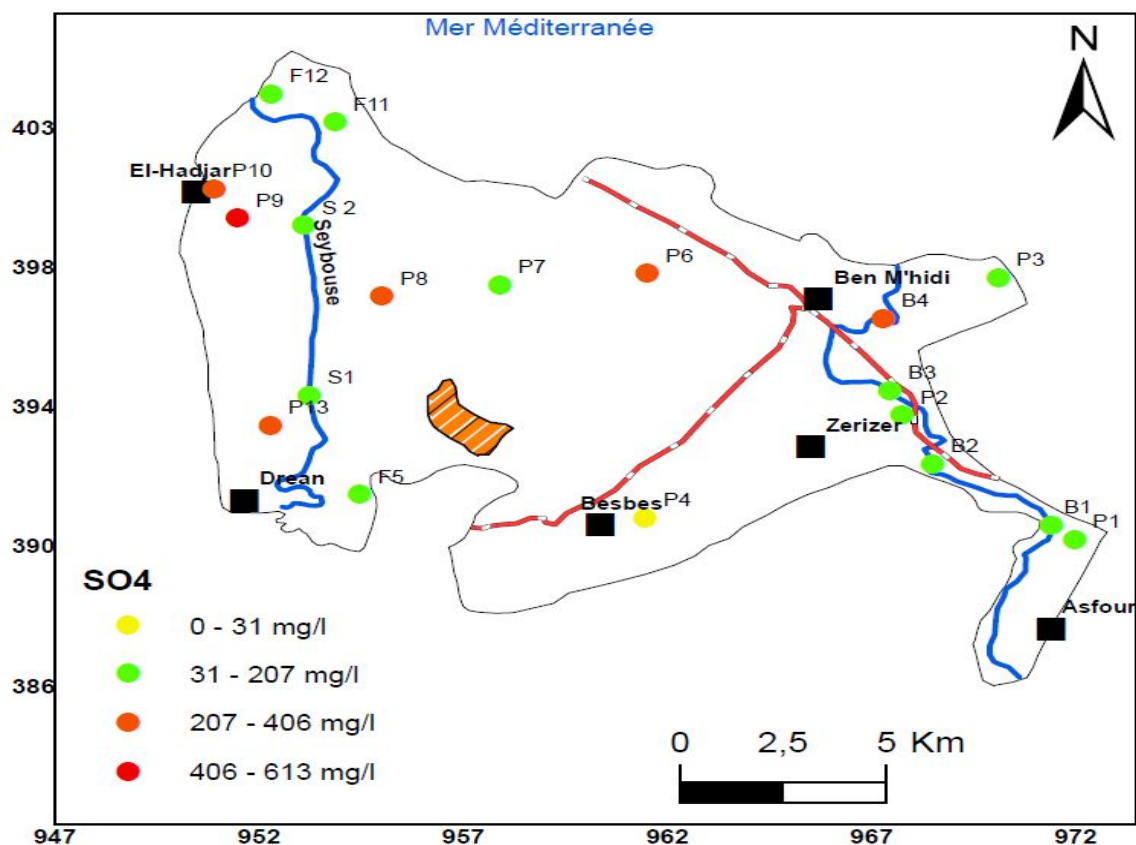 Mer Méditerranée
N
F12
F11
403
El-Hadjar
P10
P9
S 2
Seybouse
398
P8
P7
P6
Ben M'hidi
P3
B4
S1
B3
394
P13
P2
Zerizer
B2
Drean
F5
Besbes
P4
B1
P1
390
SO4
Asfour
0 - 31 mg/l
31 - 207 mg/l
386
207 - 406 mg/l
0 2,5 5 Km
406 - 613 mg/l
947 952 957 962 967 972